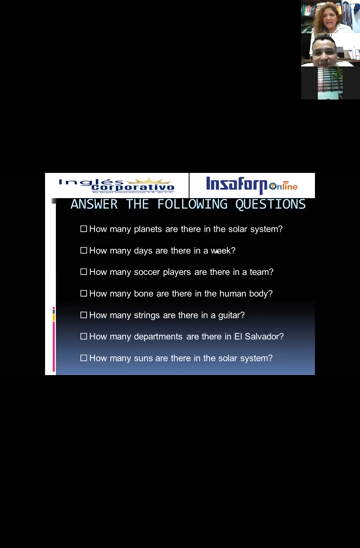 Inglés
Corporativo
Insaforp Online
ANSWER THE FOLLOWING QUESTIONS
How many planets are there in the solar system?
How many days are there in a week?
How many soccer players are there in a team?
How many bone are there in the human body?
How many strings are there in a guitar?
How many departments are there in El Salvador?
How many suns are there in the solar system?